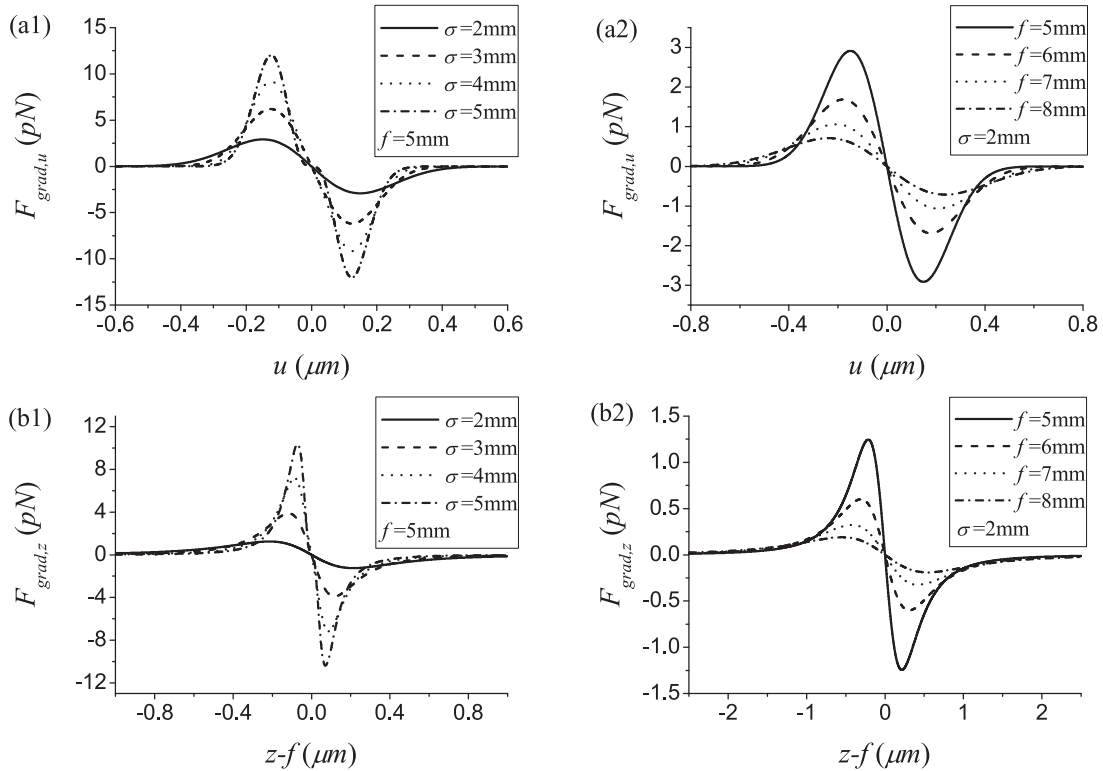 (a1)
15
10
5
0
-5
-10
-15
F grad,u (pN)
σ=2mm
σ=3mm
σ=4mm
σ=5mm
f=5mm
-0.6 -0.4 -0.2 0.0 0.2 0.4 0.6
u (μm)
(a2)
3
2
1
0
-1
-2
-3
F grad,u (pN)
f=5mm
f=6mm
f=7mm
f=8mm
σ=2mm
-0.8 -0.4 0.0 0.4 0.8
u (μm)
(b1)
12
8
4
0
-4
-8
-12
F grad,z (pN)
σ=2mm
σ=3mm
σ=4mm
σ=5mm
f=5mm
-0.8 -0.4 0.0 0.4 0.8
z-f (μm)
(b2)
1.5
1.0
0.5
0.0
-0.5
-1.0
-1.5
F grad,z (pN)
f=5mm
f=6mm
f=7mm
f=8mm
σ=2mm
-2 -1 0 1 2
z-f (μm)